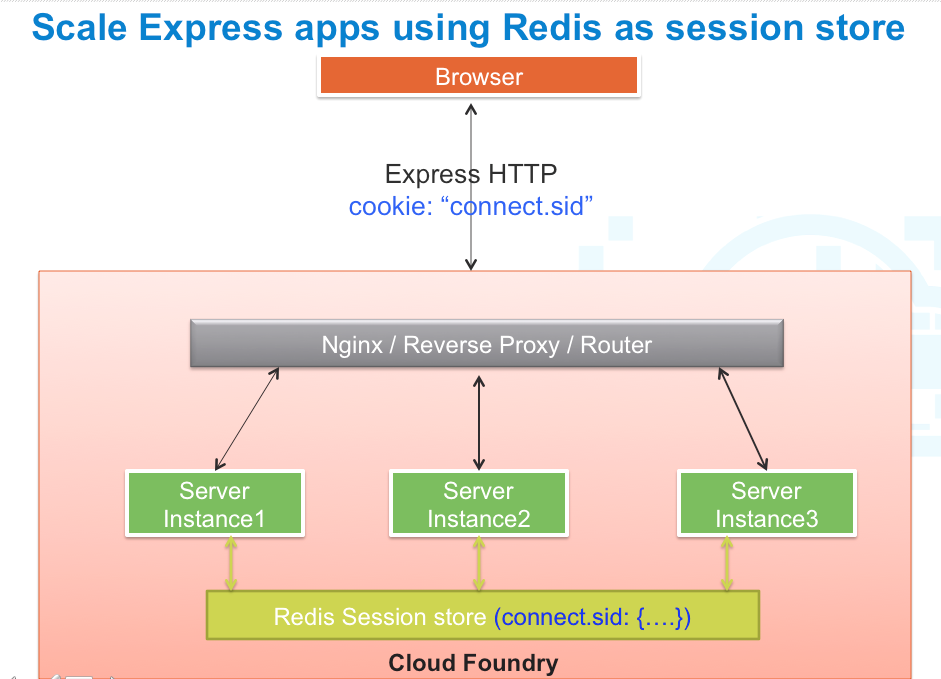 Scale Express apps using Redis as session store
Browser
Express HTTP
cookie: “connect.sid”
Nginx / Reverse Proxy / Router
Server
Instance1
Server
Instance2
Server
Instance3
Redis Session store (connect.sid: {….})
Cloud Foundry